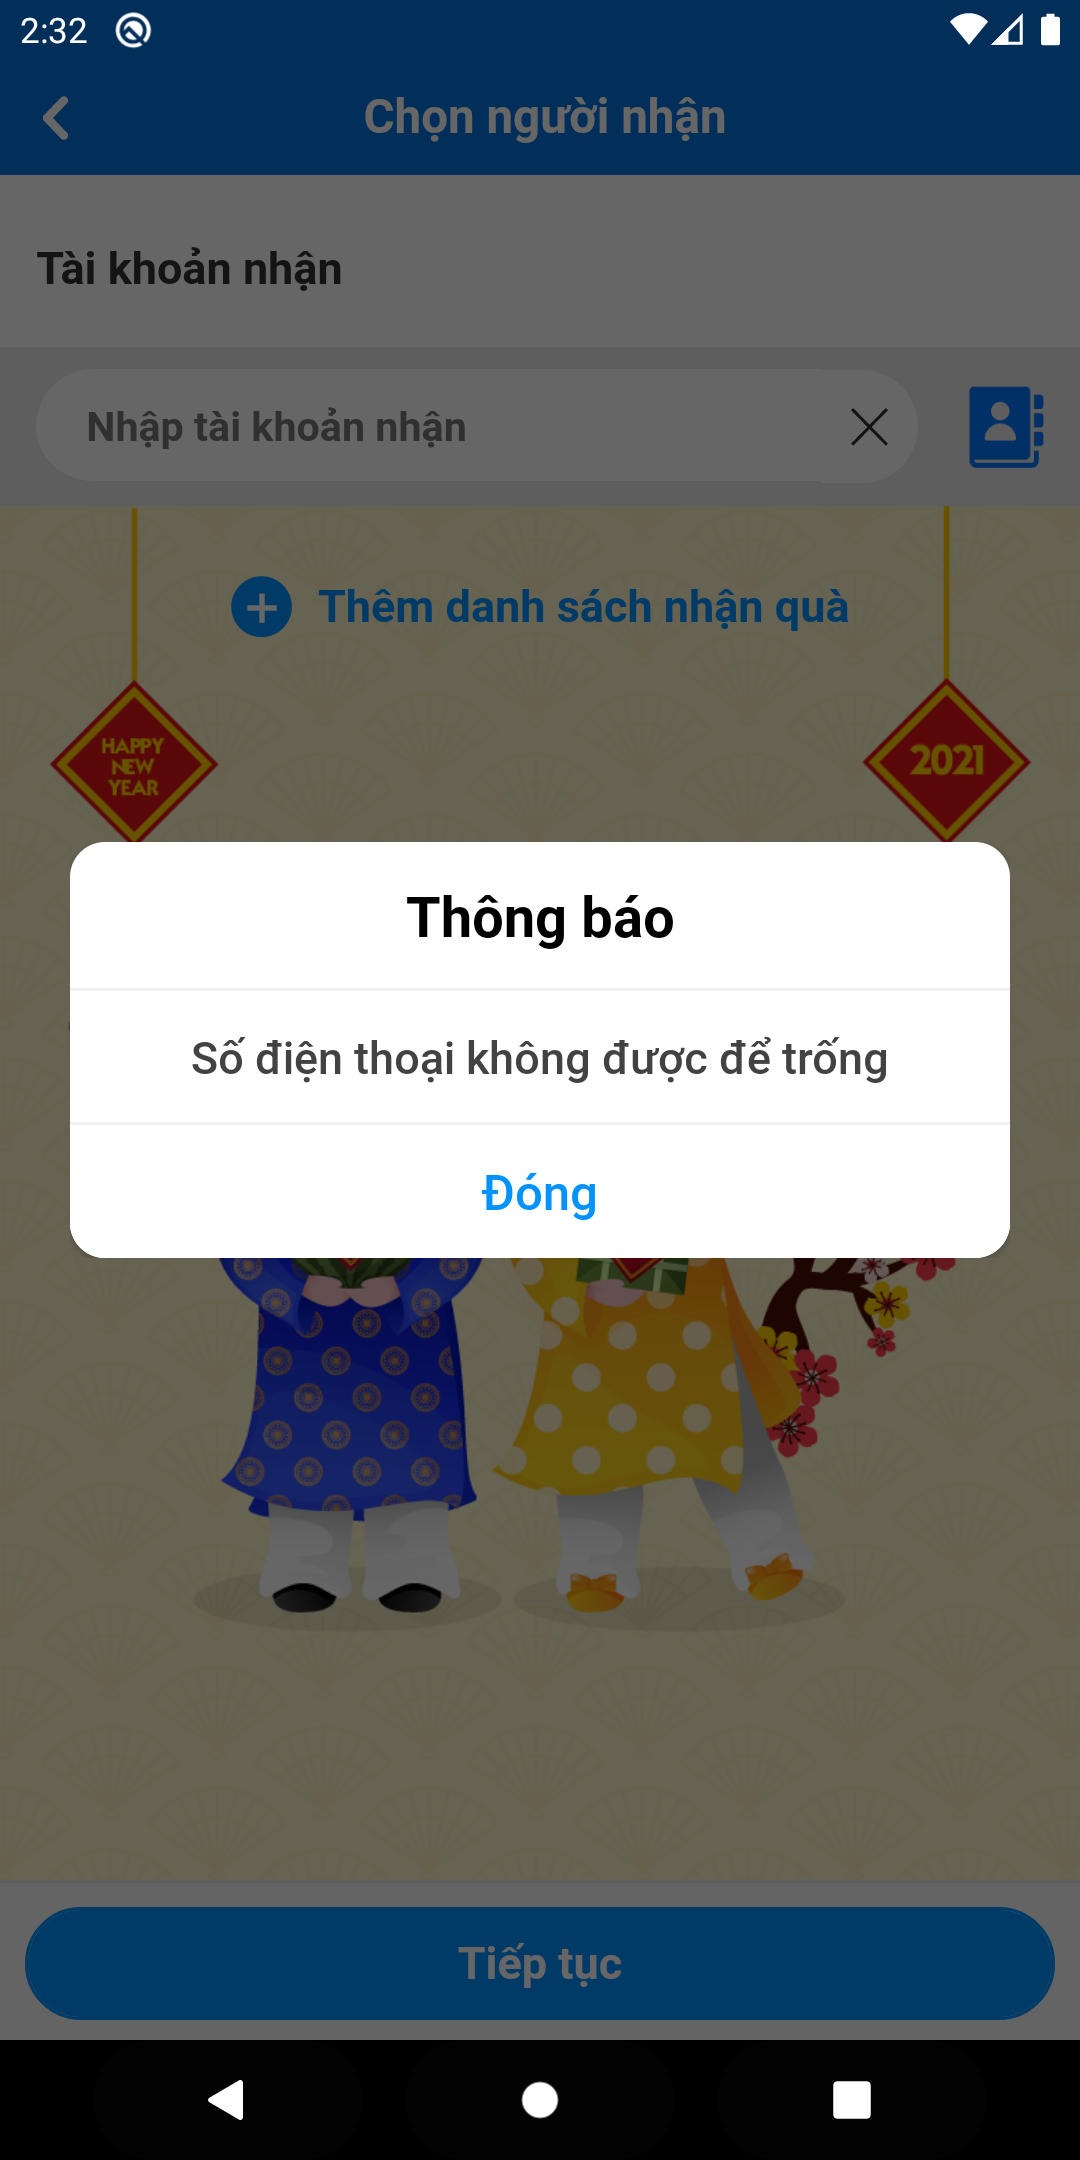 2:32
Chọn người nhận
Tài khoản nhận
Nhập tài khoản nhận
Thêm danh sách nhận quà
HAPPY
NEW
YEAR
2021
Thông báo
Số điện thoại không được để trống
Đóng
Tiếp tục